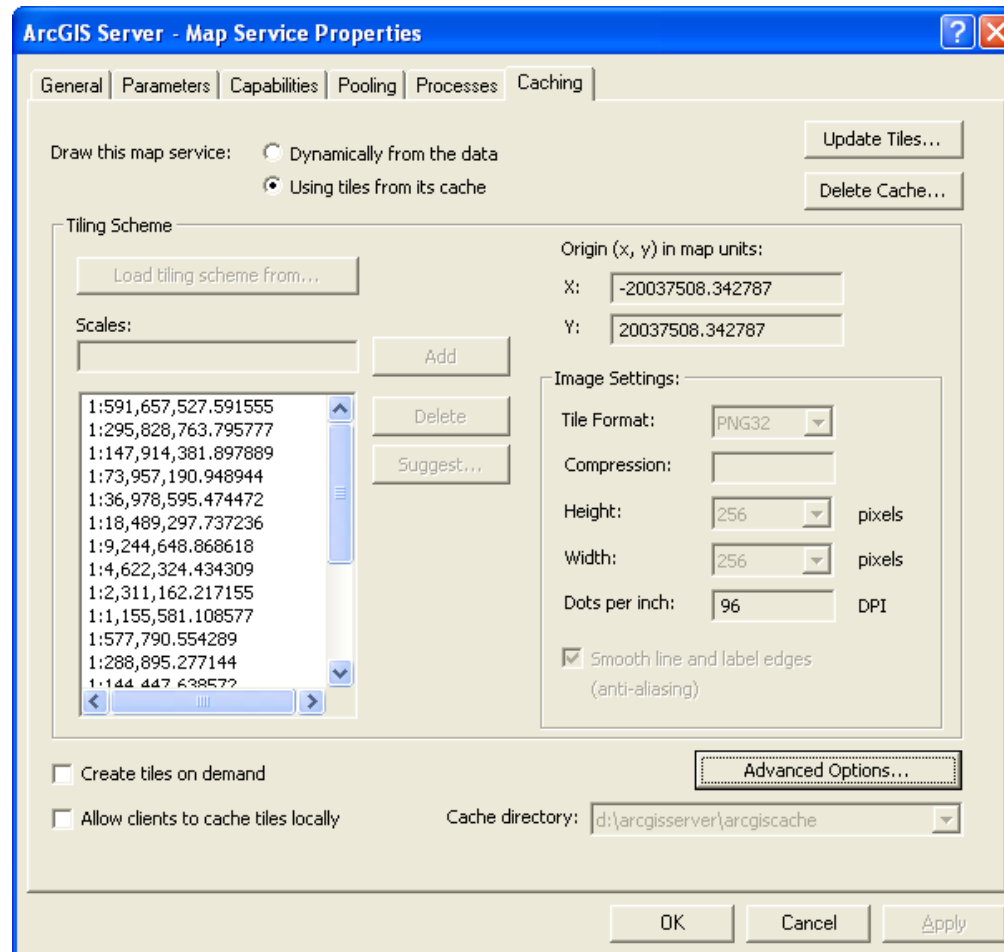 ArcGIS Server - Map Service Properties
General
Parameters
Capabilities
Pooling
Processes
Caching
Draw this map service:
Dynamically from the data
Using tiles from its cache
Update Tiles...
Delete Cache...
Tiling Scheme
Load tiling scheme from...
Scales:
Add
1:591,657,527.591555
1:295,828,763.795777
1:147,914,381.897889
1:73,957,190.948944
1:36,978,595.474472
1:18,489,297.737236
1:9,244,648.868618
1:4,622,324.434309
1:2,311,162.217155
1:1,155,581.108577
1:577,790.554289
1:288,895.277144
1:144,447.638572
Delete
Suggest...
Origin (x, y) in map units:
X: -20037508.342787
Y: 20037508.342787
Image Settings:
Tile Format: PNG32
Compression:
Height: 256 pixels
Width: 256 pixels
Dots per inch: 96 DPI
Smooth line and label edges
(anti-aliasing)
Create tiles on demand
Advanced Options...
Allow clients to cache tiles locally
Cache directory: d:\arcgisserver\arcgiscache
OK
Cancel
Apply